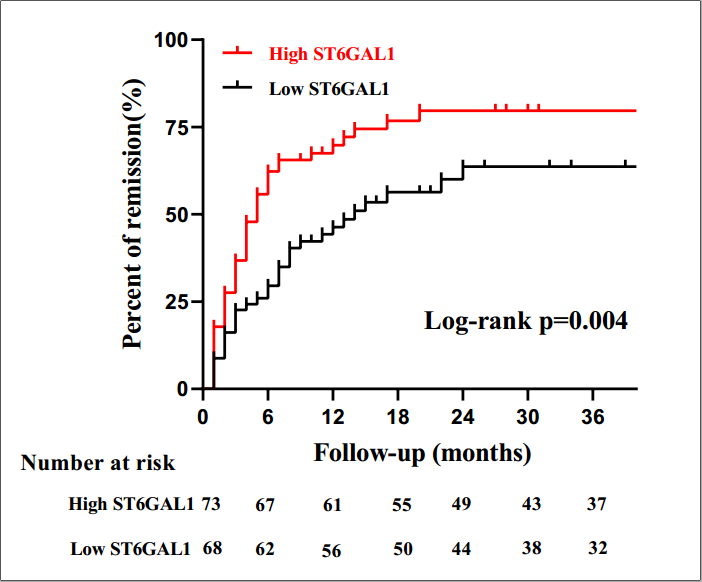 100
High ST6GAL1
Low ST6GAL1
75
50
25
0
Percent of remission(%)
Log-rank p=0.004
0 6 12 18 24 30 36
Follow-up (months)
Number at risk
High ST6GAL1 73 67 61 55 49 43 37
Low ST6GAL1 68 62 56 50 44 38 32